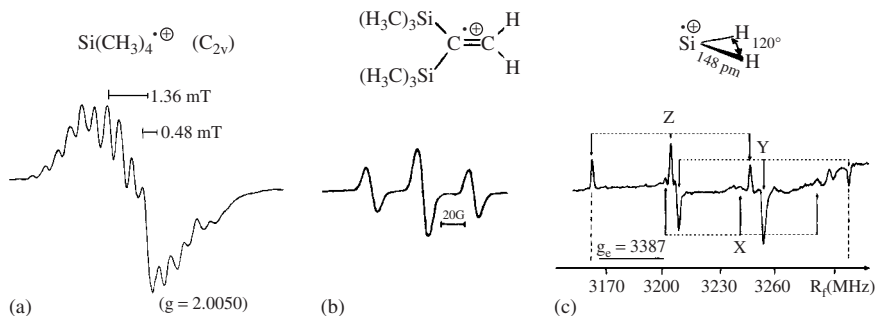 Si(CH₃)₄•⊕ (C₂ᵥ)
1.36 mT
0.48 mT
(g = 2.0050)
(a)
(H₃C)₃Si
•⊕
H
C=C
(H₃C)₃Si
H
20G
(b)
•⊕
Si
H
H
120°
148 pm
Z
Y
X
gₑ = 3387
3170 3200 3230 3260 R_f(MHz)
(c)